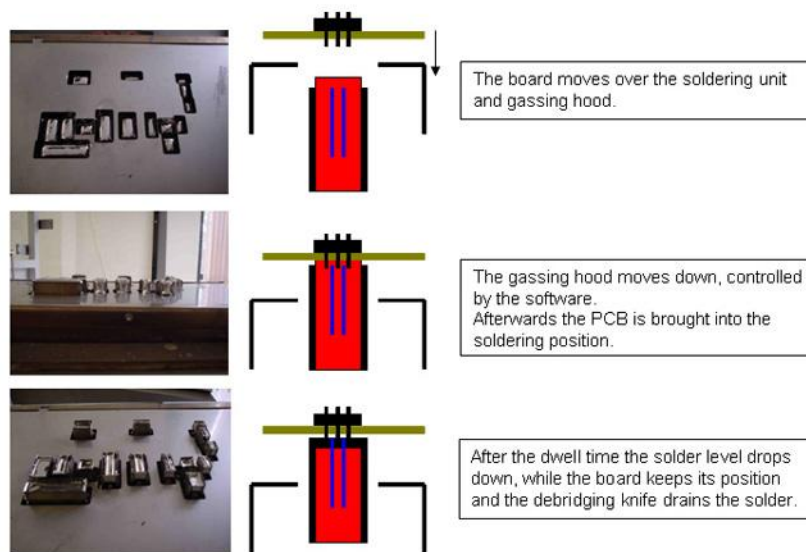 The board moves over the soldering unit
and gassing hood.
The gassing hood moves down, controlled
by the software.
Afterwards the PCB is brought into the
soldering position.
After the dwell time the solder level drops
down, while the board keeps its position
and the debridging knife drains the solder.